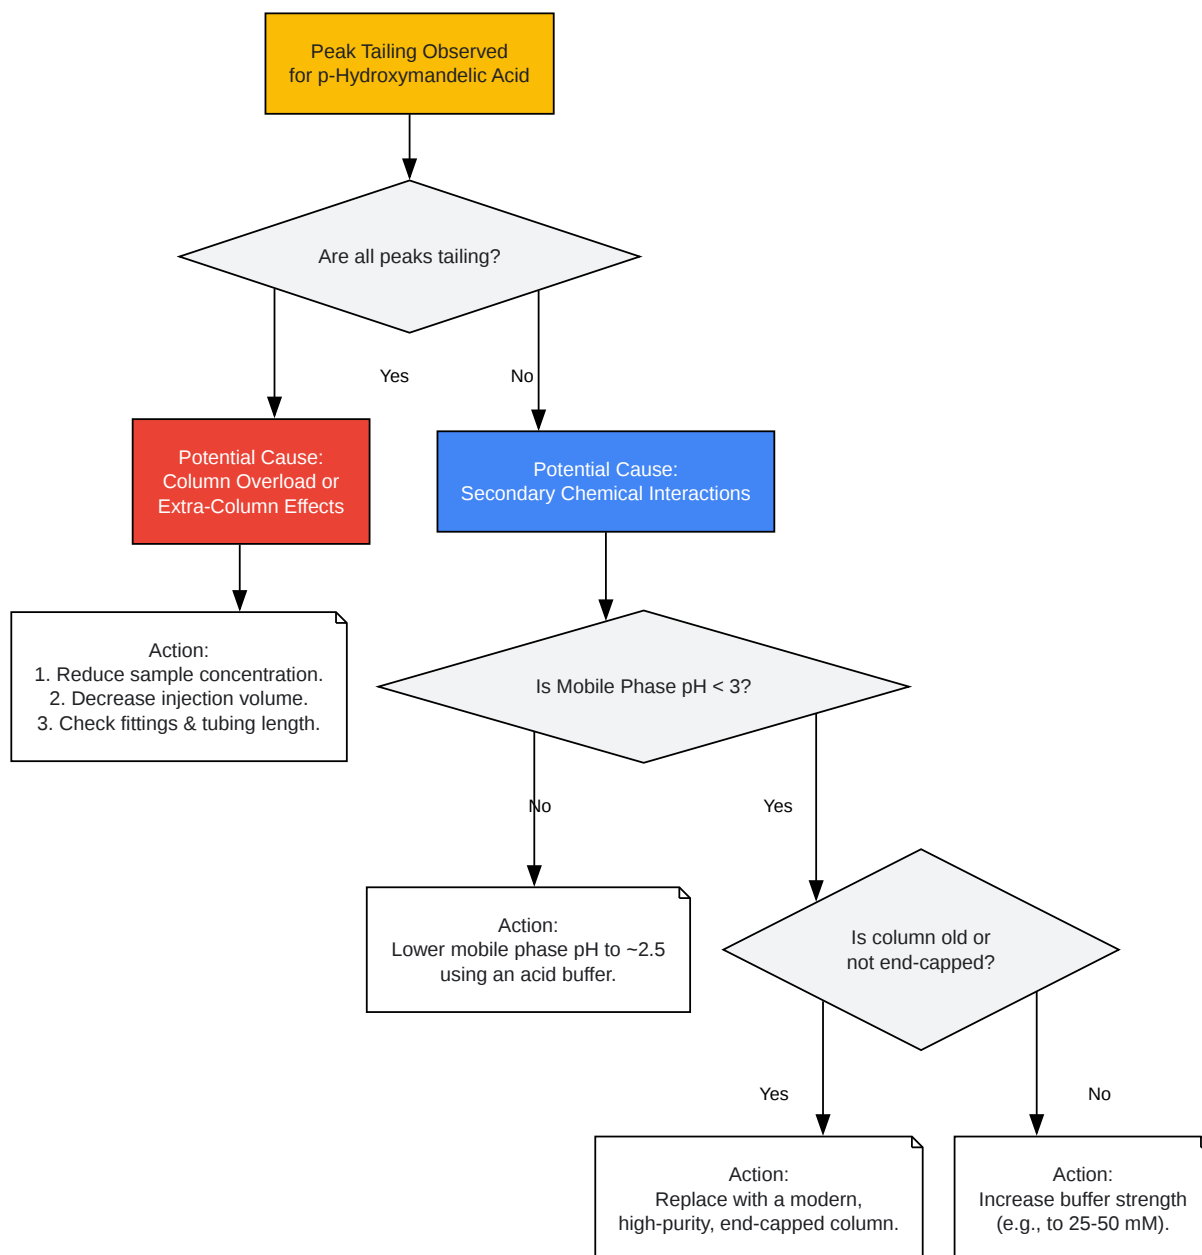 Peak Tailing Observed
for p-Hydroxymandelic Acid
Are all peaks tailing?
Yes
No
Potential Cause:
Column Overload or
Extra-Column Effects
Potential Cause:
Secondary Chemical Interactions
Action:
1. Reduce sample concentration.
2. Decrease injection volume.
3. Check fittings & tubing length.
Is Mobile Phase pH < 3?
No
Yes
Action:
Lower mobile phase pH to ~2.5
using an acid buffer.
Is column old or
not end-capped?
Yes
No
Action:
Replace with a modern,
high-purity, end-capped column.
Action:
Increase buffer strength
(e.g., to 25-50 mM).